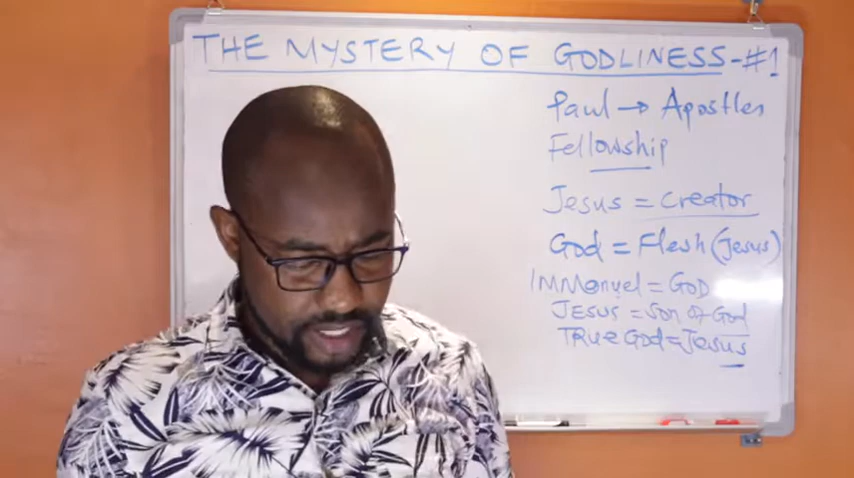 THE MYSTERY OF GODLINESS-#1
Paul → Apostles
Fellowship
Jesus = Creator
God = Flesh (Jesus)
IMManuel = GOD
JESUS = Son of God
TRUE GOD = Jesus